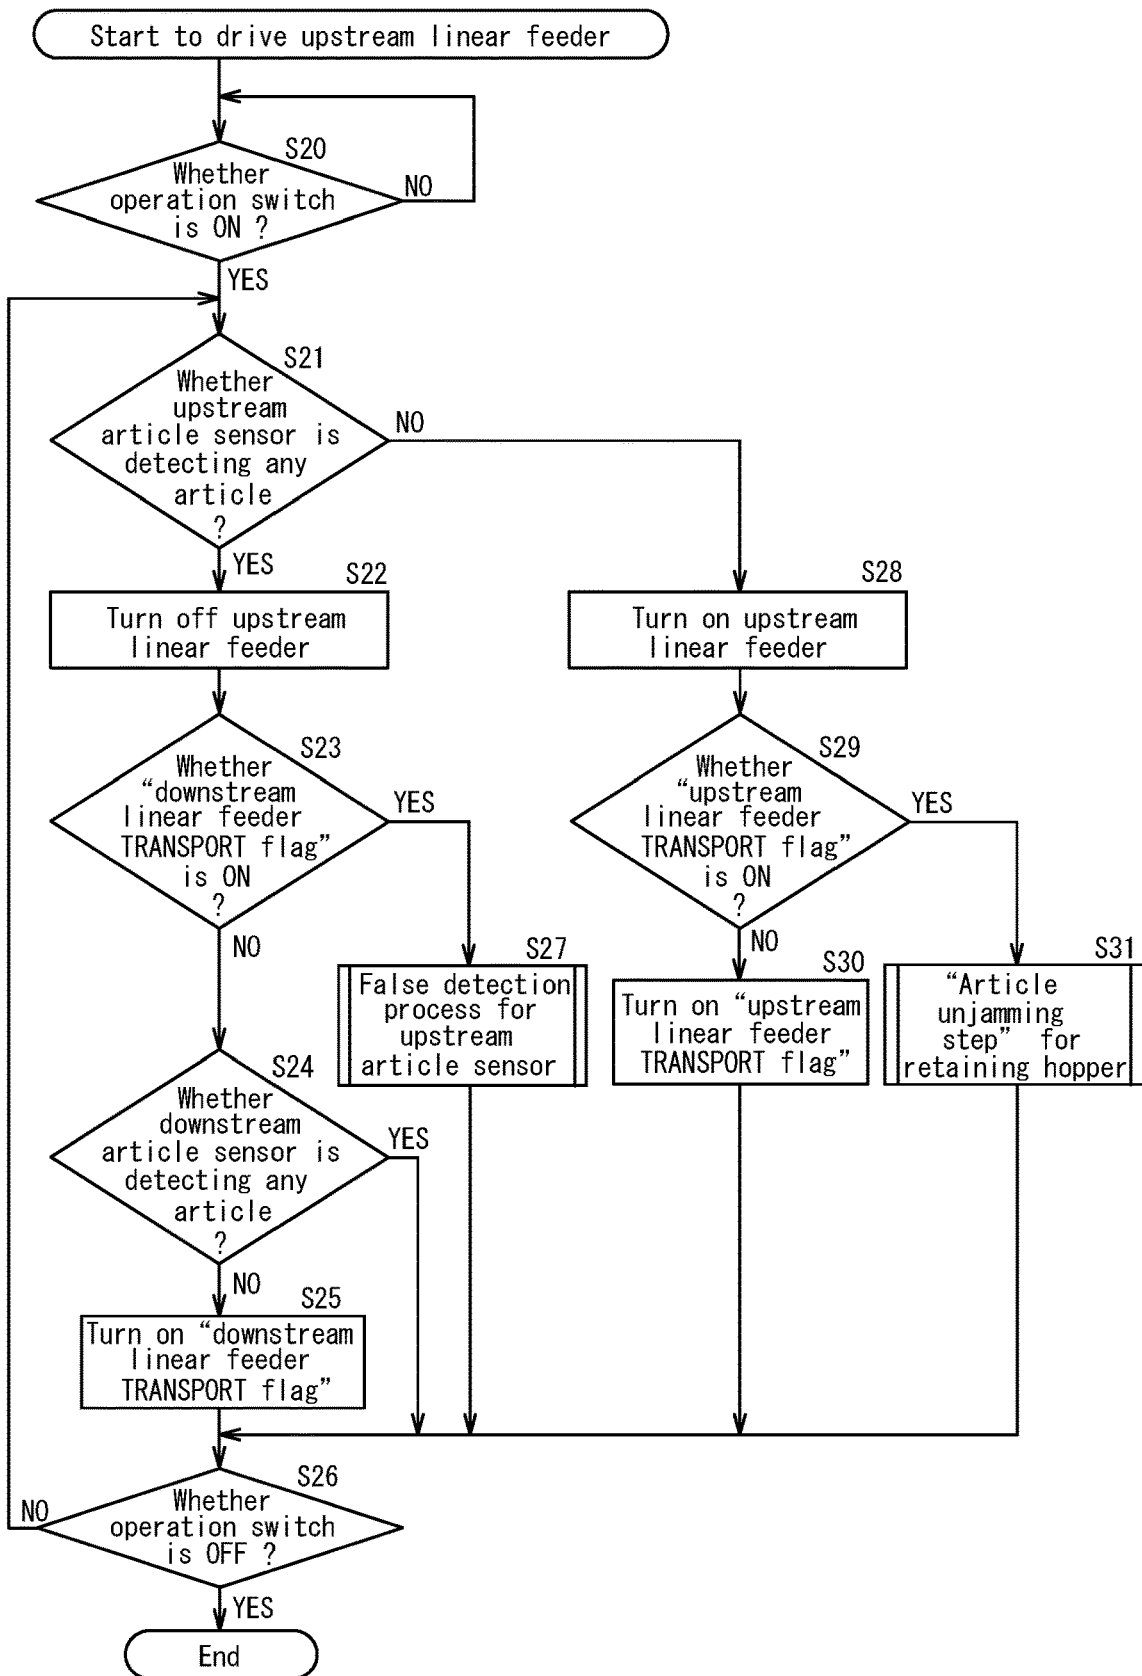 Start to drive upstream linear feeder
S20
Whether
operation switch
is ON ?
NO
YES
S21
Whether
upstream
article sensor is
detecting any
article
?
NO
YES
S22
Turn off upstream
linear feeder
S28
Turn on upstream
linear feeder
S23
Whether
“downstream
linear feeder
TRANSPORT flag”
is ON
?
YES
NO
S29
Whether
“upstream
linear feeder
TRANSPORT flag”
is ON
?
YES
NO
S27
False detection
process for
upstream
article sensor
S30
Turn on “upstream
linear feeder
TRANSPORT flag”
S31
“Article
unjamming
step” for
retaining hopper
S24
Whether
downstream
article sensor is
detecting any
article
?
YES
NO
S25
Turn on “downstream
linear feeder
TRANSPORT flag”
S26
Whether
operation switch
is OFF ?
NO
YES
End